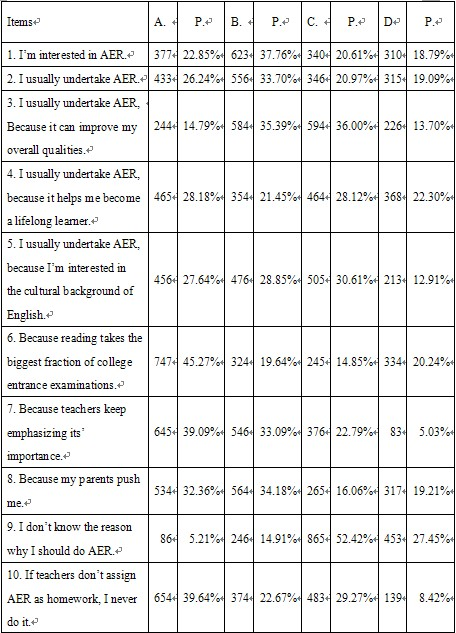 Items A. P. B. P. C. P. D P.
1. I'm interested in AER. 377 22.85% 623 37.76% 340 20.61% 310 18.79%
2. I usually undertake AER. 433 26.24% 556 33.70% 346 20.97% 315 19.09%
3. I usually undertake AER,
Because it can improve my
overall qualities. 244 14.79% 584 35.39% 594 36.00% 226 13.70%
4. I usually undertake AER,
because it helps me become
a lifelong learner. 465 28.18% 354 21.45% 464 28.12% 368 22.30%
5. I usually undertake AER,
because I'm interested in
the cultural background of
English. 456 27.64% 476 28.85% 505 30.61% 213 12.91%
6. Because reading takes the
biggest fraction of college
entrance examinations. 747 45.27% 324 19.64% 245 14.85% 334 20.24%
7. Because teachers keep
emphasizing its'
importance. 645 39.09% 546 33.09% 376 22.79% 83 5.03%
8. Because my parents push
me. 534 32.36% 564 34.18% 265 16.06% 317 19.21%
9. I don't know the reason
why I should do AER. 86 5.21% 246 14.91% 865 52.42% 453 27.45%
10. If teachers don't assign
AER as homework, I never
do it. 654 39.64% 374 22.67% 483 29.27% 139 8.42%